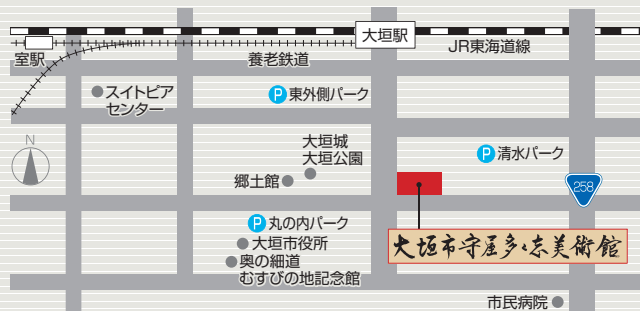 大垣駅
JR東海道線
室駅
養老鉄道
スイトピア
センター
P 東外側パーク
N
大垣城
大垣公園
P 清水パーク
郷土館
258
P 丸の内パーク
大垣市役所
大垣市守屋多々志美術館
奥の細道
むすびの地記念館
市民病院